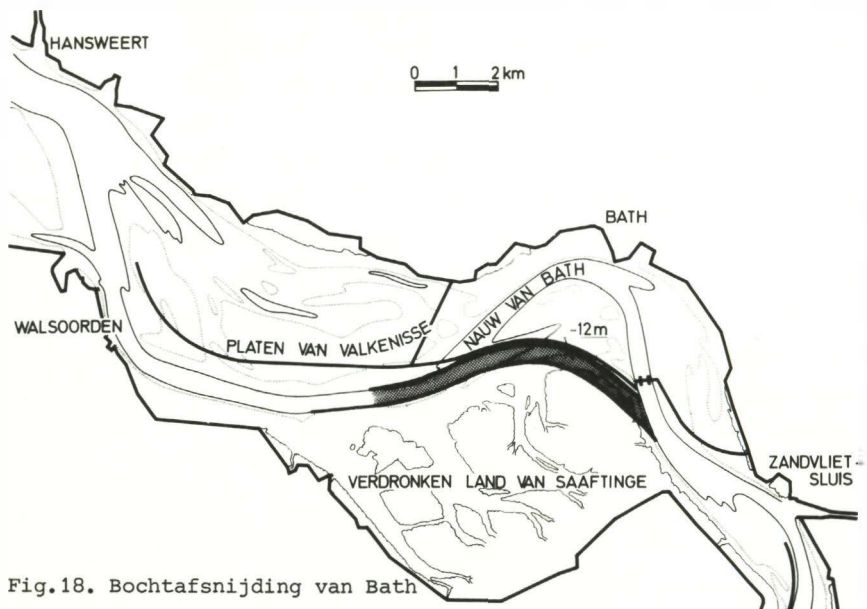 HANSWEERT
0 1 2 km
BATH
NAUW VAN BATH
-12m
WALSOORDEN
PLATEN VAN VALKENISSE
ZANDVLIET-
SLUIS
VERDRONKEN LAND VAN SAAFTINGE
Fig.18. Bochtafsnijding van Bath